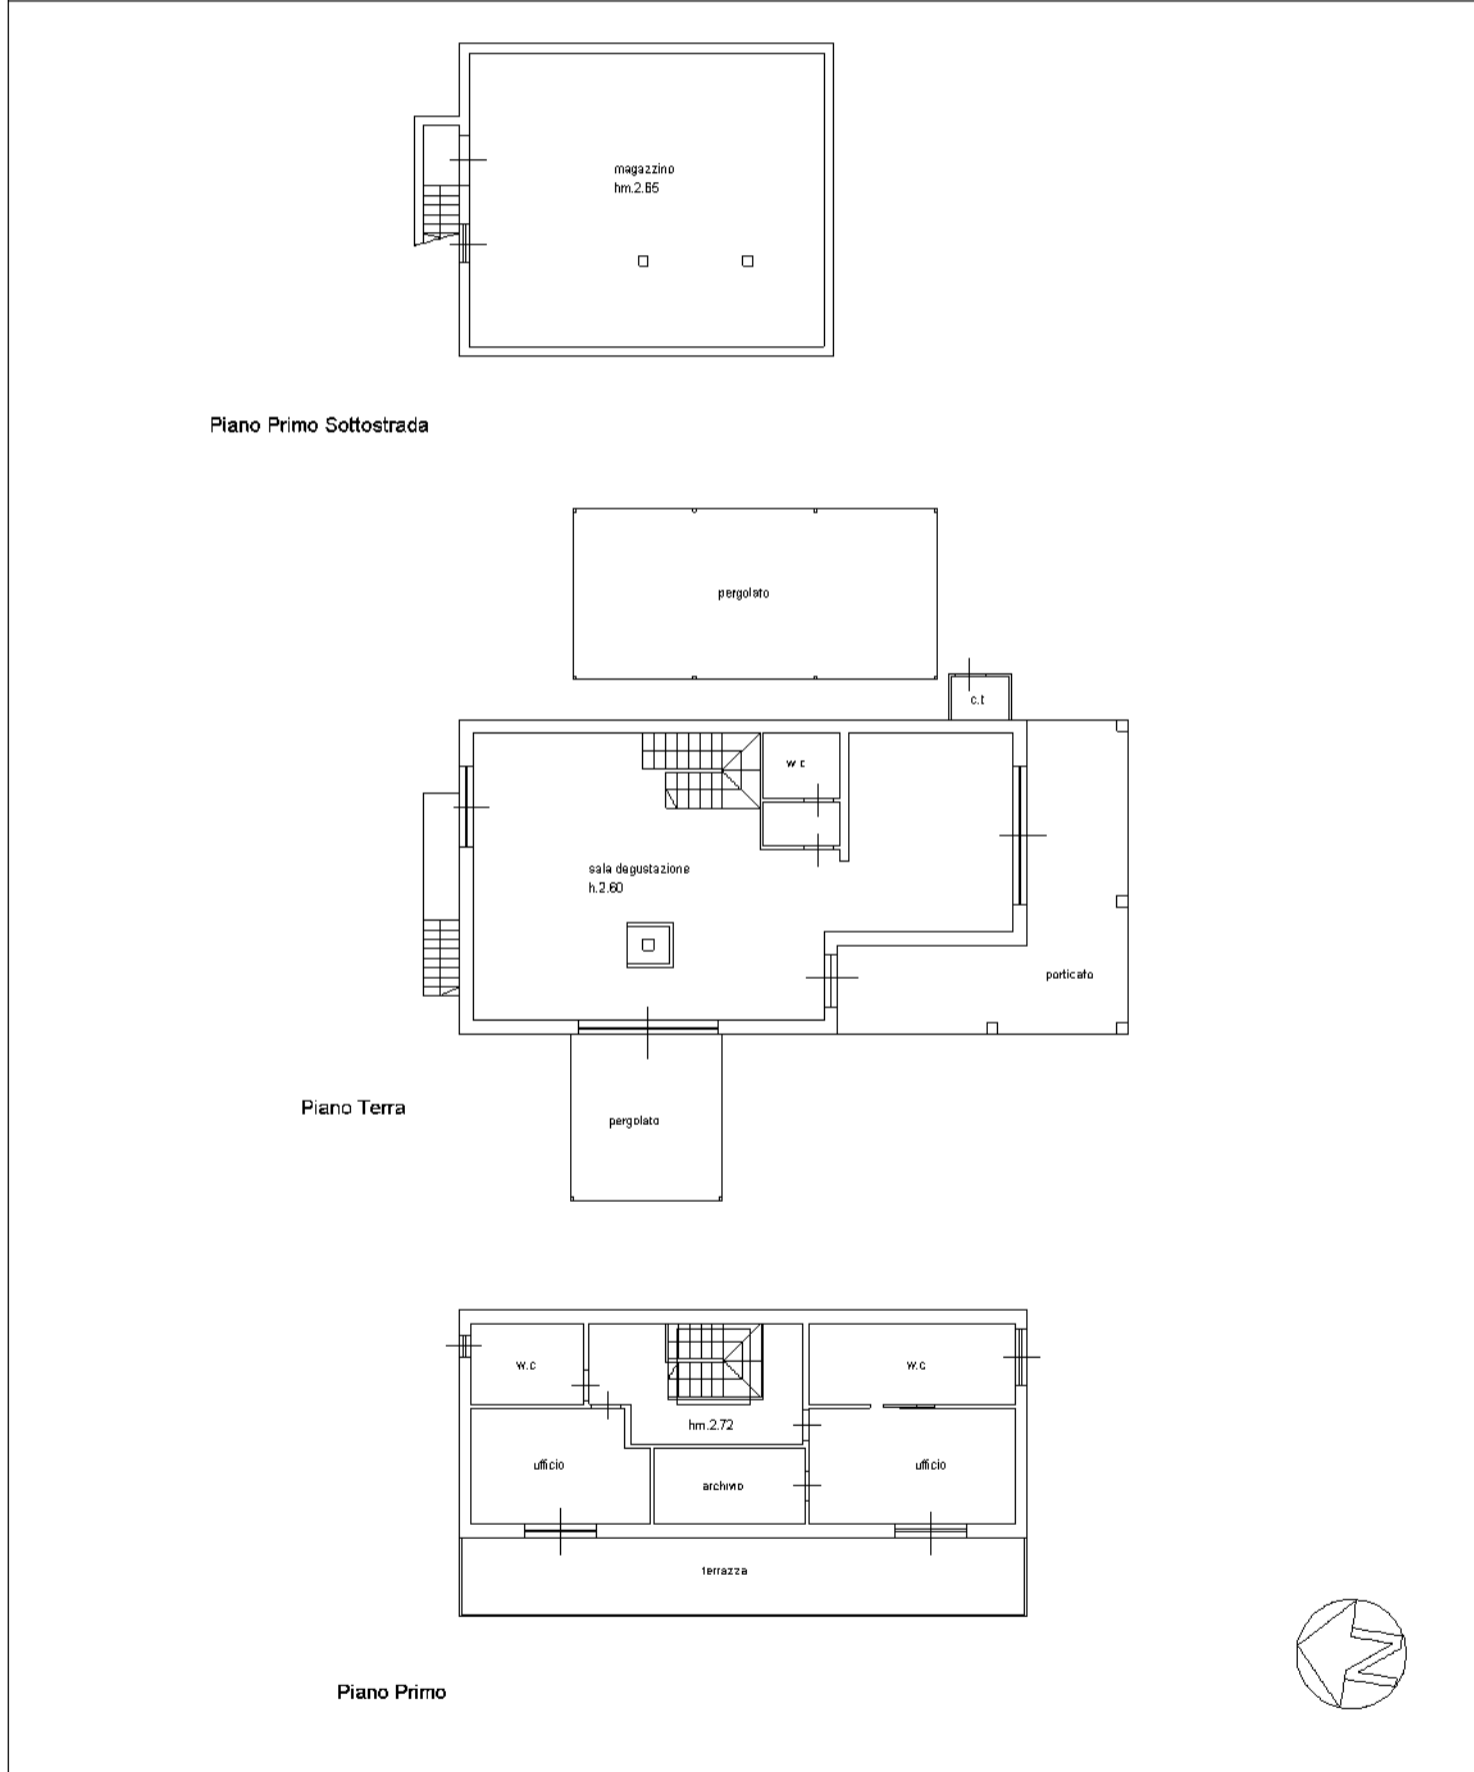 magazzino
hm.2.65
Piano Primo Sottostrada
pergolato
c.t
w c
sala degustazione
h.2.60
porticato
Piano Terra
pergolato
w.c
w.c
hm.2.72
ufficio
ufficio
archivio
terrazza
Piano Primo
N